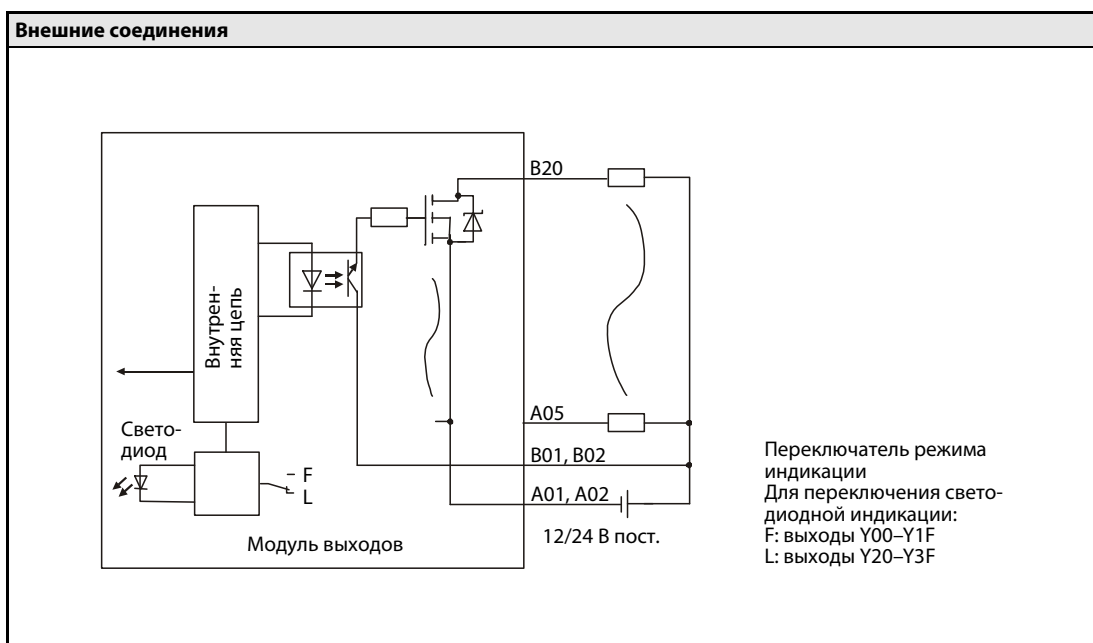 Внешние соединения
B20
Внутрен-
няя цепь
A05
Свето-
диод
B01, B02
F
L
A01, A02
12/24 В пост.
Модуль выходов
Переключатель режима
индикации
Для переключения свето-
диодной индикации:
F: выходы Y00–Y1F
L: выходы Y20–Y3F